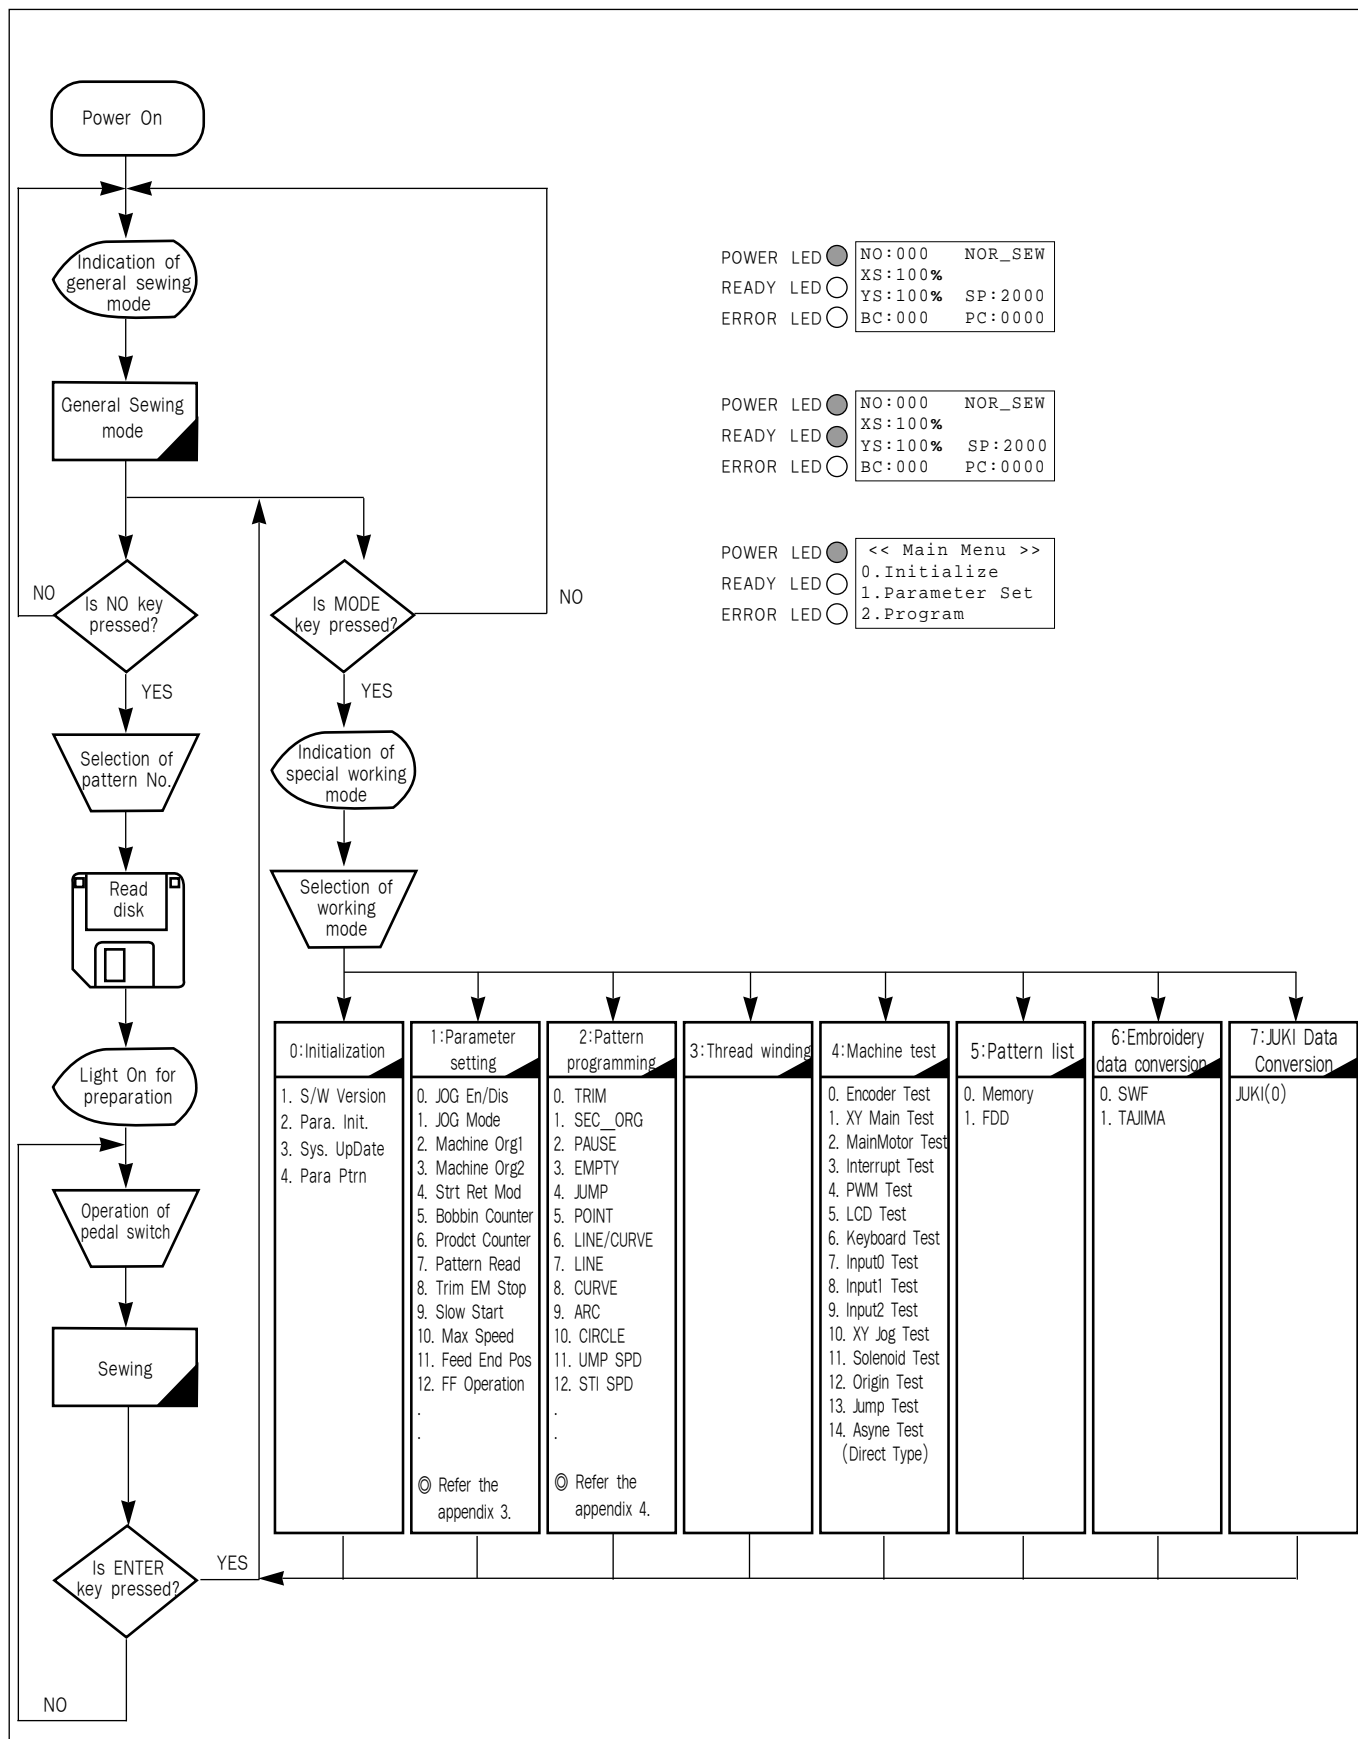 Power On
Indication of
general sewing
mode
General Sewing
mode
NO
Is NO key
pressed?
YES
Selection of
pattern No.
Read
disk
Light On for
preparation
Operation of
pedal switch
Sewing
Is ENTER
key pressed?
YES
NO
Is MODE
key pressed?
NO
YES
Indication of
special working
mode
Selection of
working
mode
POWER LED
READY LED
ERROR LED
NO:000 NOR_SEW
XS:100%
YS:100% SP:2000
BC:000 PC:0000
POWER LED
READY LED
ERROR LED
NO:000 NOR_SEW
XS:100%
YS:100% SP:2000
BC:000 PC:0000
POWER LED
READY LED
ERROR LED
<< Main Menu >>
0.Initialize
1.Parameter Set
2.Program
0:Initialization
1. S/W Version
2. Para. Init.
3. Sys. UpDate
4. Para Ptrn
1:Parameter
setting
0. JOG En/Dis
1. JOG Mode
2. Machine Org1
3. Machine Org2
4. Strt Ret Mod
5. Bobbin Counter
6. Prodct Counter
7. Pattern Read
8. Trim EM Stop
9. Slow Start
10. Max Speed
11. Feed End Pos
12. FF Operation
.
.
◎ Refer the
appendix 3.
2:Pattern
programming
0. TRIM
1. SEC__ORG
2. PAUSE
3. EMPTY
4. JUMP
5. POINT
6. LINE/CURVE
7. LINE
8. CURVE
9. ARC
10. CIRCLE
11. UMP SPD
12. STI SPD
.
.
◎ Refer the
appendix 4.
3:Thread winding
4:Machine test
0. Encoder Test
1. XY Main Test
2. MainMotor Test
3. Interrupt Test
4. PWM Test
5. LCD Test
6. Keyboard Test
7. Input0 Test
8. Input1 Test
9. Input2 Test
10. XY Jog Test
11. Solenoid Test
12. Origin Test
13. Jump Test
14. Asyne Test
(Direct Type)
5:Pattern list
0. Memory
1. FDD
6:Embroidery
data conversion
0. SWF
1. TAJIMA
7:JUKI Data
Conversion
JUKI(0)